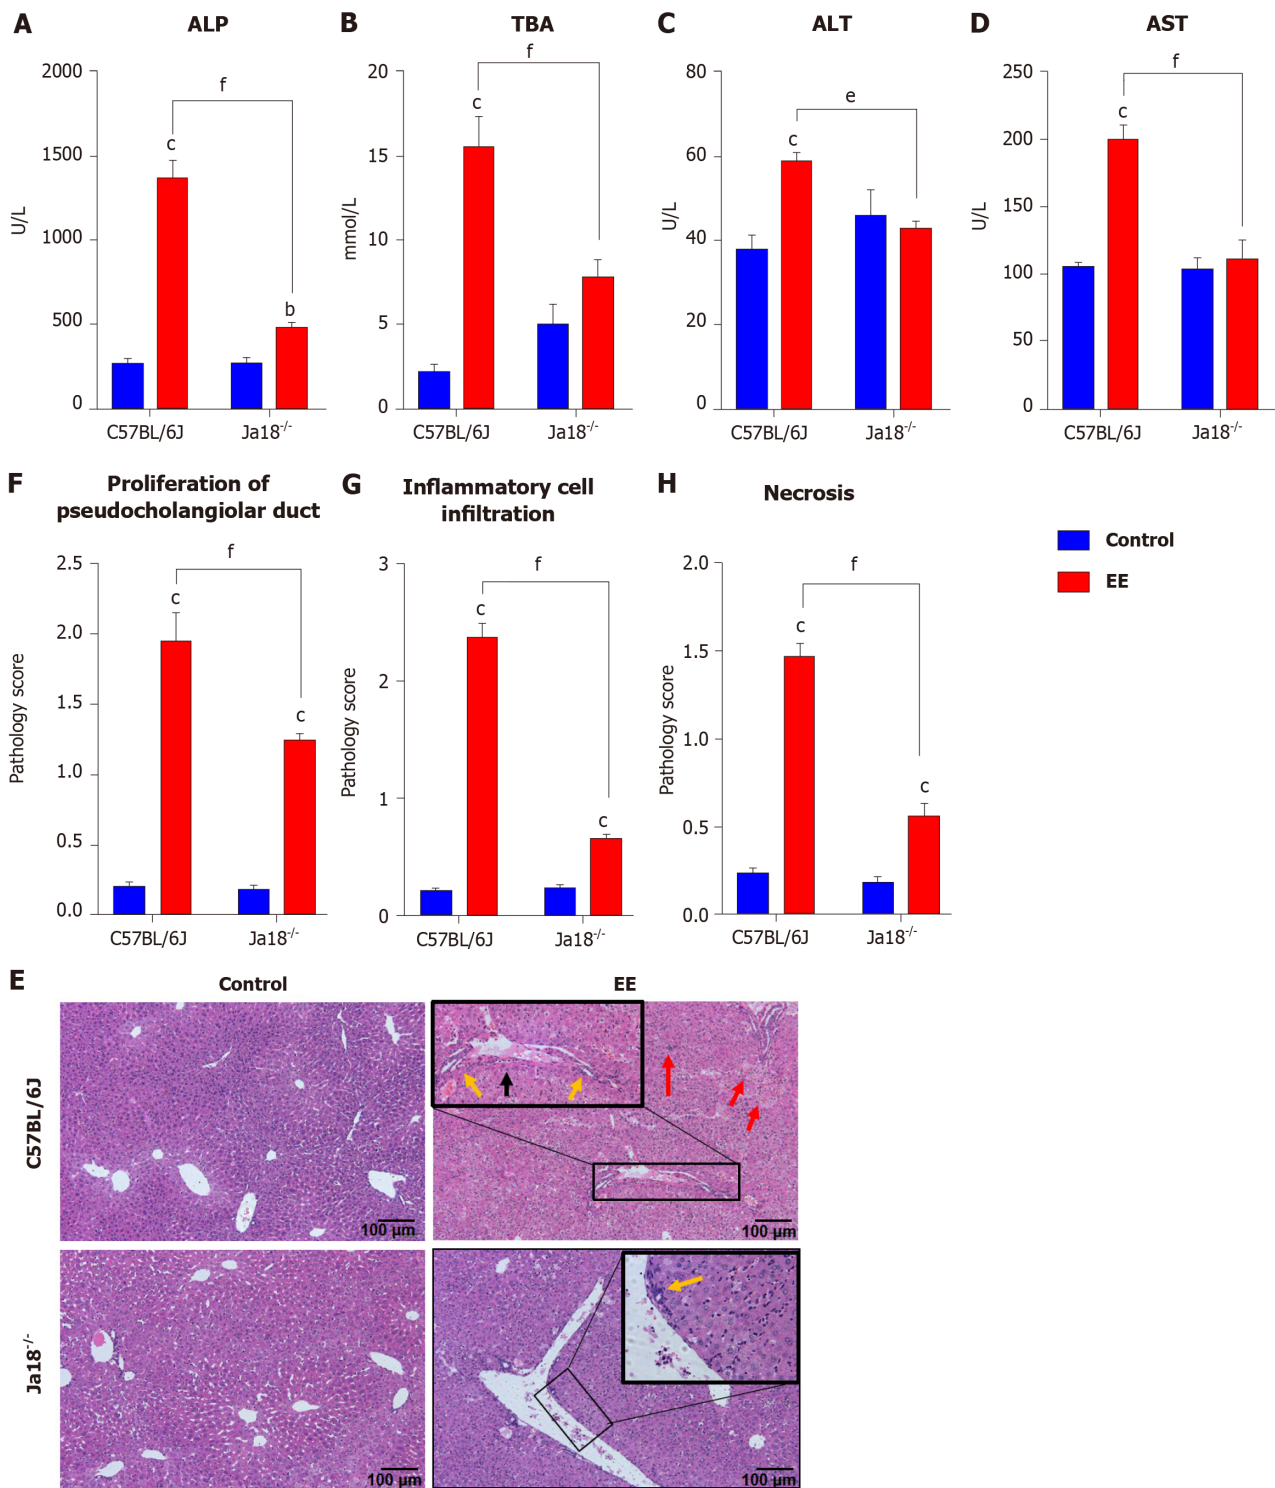 A
ALP
2000
1500
1000
500
0
U/L
f
c
b
C57BL/6J
Ja18-/-
B
TBA
20
15
10
5
0
mmol/L
f
c
C57BL/6J
Ja18-/-
C
ALT
80
60
40
20
0
U/L
e
c
C57BL/6J
Ja18-/-
D
AST
250
200
150
100
50
0
U/L
f
c
C57BL/6J
Ja18-/-
F
Proliferation of
pseudocholangiolar duct
2.5
2.0
1.5
1.0
0.5
0.0
Pathology score
f
c
c
C57BL/6J
Ja18-/-
G
Inflammatory cell
infiltration
3
2
1
0
Pathology score
f
c
c
C57BL/6J
Ja18-/-
H
Necrosis
2.0
1.5
1.0
0.5
0.0
Pathology score
f
c
c
C57BL/6J
Ja18-/-
Control
EE
E
Control
EE
C57BL/6J
100 µm
100 µm
Ja18-/-
100 µm
100 µm